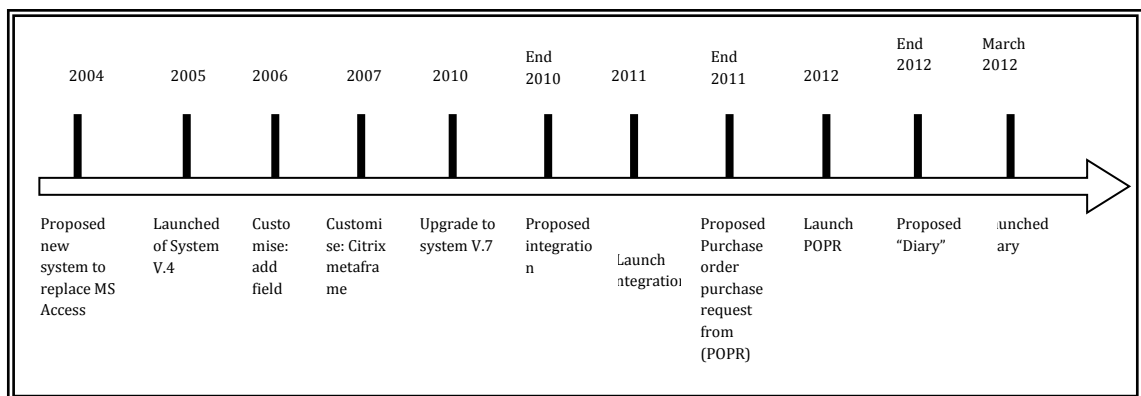 2004
2005
2006
2007
2010
End
2010
2011
End
2011
2012
End
2012
March
2012
Proposed
new
system to
replace MS
Access
Launched
of System
V.4
Custo
mise:
add
field
Customi
se: Citrix
metafra
me
Upgrade to
system V.7
Proposed
integratio
n
Launch
Proposed
Purchase
order
purchase
request
from
(POPR)
Launch
POPR
Proposed
“Diary”
unched
ary